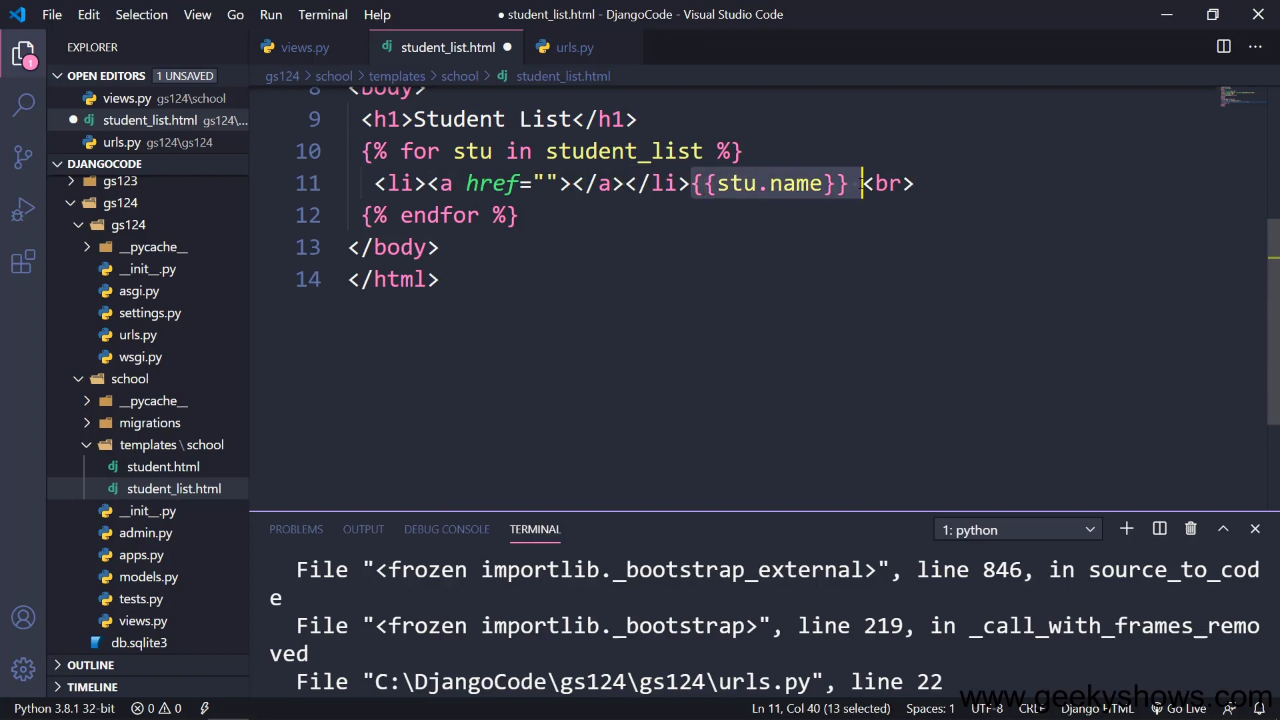 File Edit Selection View Go Run Terminal Help
● student_list.html - DjangoCode - Visual Studio Code
EXPLORER
views.py
student_list.html ●
urls.py
OPEN EDITORS 1 UNSAVED
gs124 > school > templates > school > student_list.html
views.py gs124\school
student_list.html gs124\...
urls.py gs124\gs124
DJANGOCODE
gs123
gs124
gs124
__pycache__
__init__.py
asgi.py
settings.py
urls.py
wsgi.py
school
__pycache__
migrations
templates \ school
student.html
student_list.html
__init__.py
admin.py
apps.py
models.py
tests.py
views.py
db.sqlite3
OUTLINE
TIMELINE
8 <body>
9 <h1>Student List</h1>
10 {% for stu in student_list %}
11 <li><a href=""></a></li>{{stu.name}} <br>
12 {% endfor %}
13 </body>
14 </html>
PROBLEMS OUTPUT DEBUG CONSOLE TERMINAL
1: python
File "<frozen importlib._bootstrap_external>", line 846, in source_to_cod
e
File "<frozen importlib._bootstrap>", line 219, in _call_with_frames_remo
ved
File "C:\DjangoCode\gs124\gs124\urls.py", line 22
www.geekyshows.com
Python 3.8.1 32-bit 0 0 Ln 11, Col 40 (13 selected) Spaces: 1 UTF-8 CRLF Django HTML Go Live
1